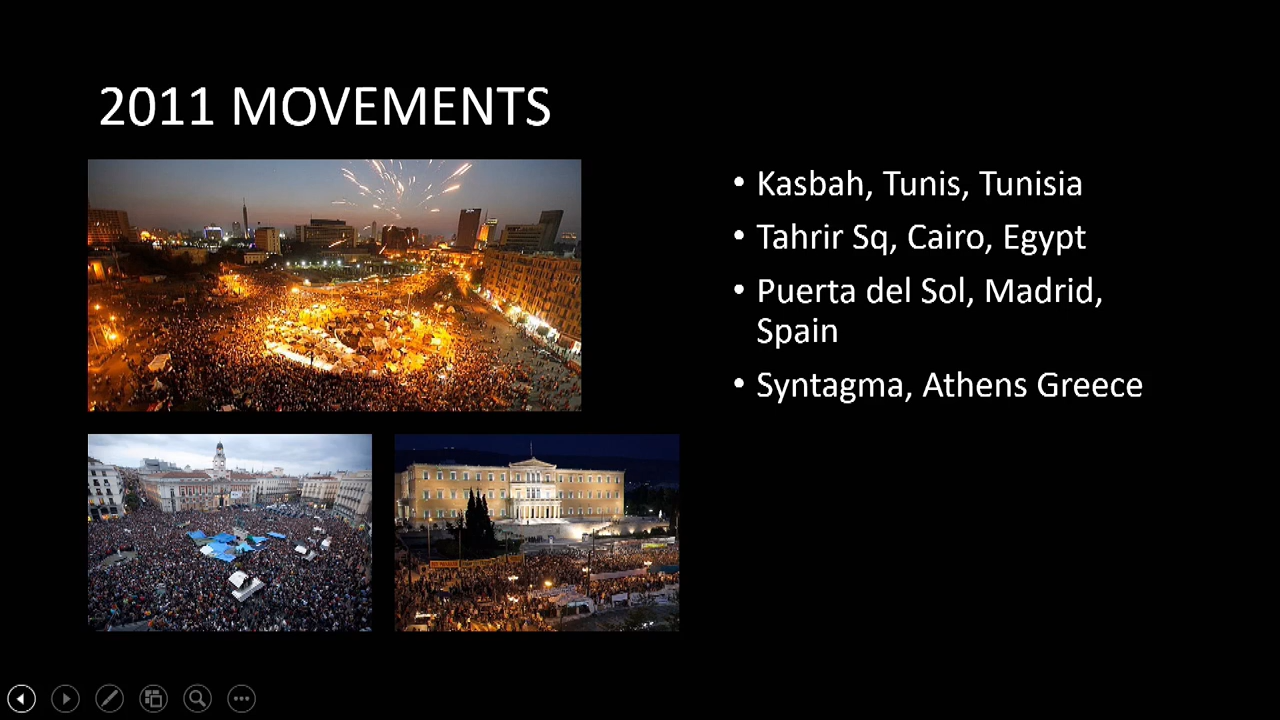 2011 MOVEMENTS
• Kasbah, Tunis, Tunisia
• Tahrir Sq, Cairo, Egypt
• Puerta del Sol, Madrid,
Spain
• Syntagma, Athens Greece